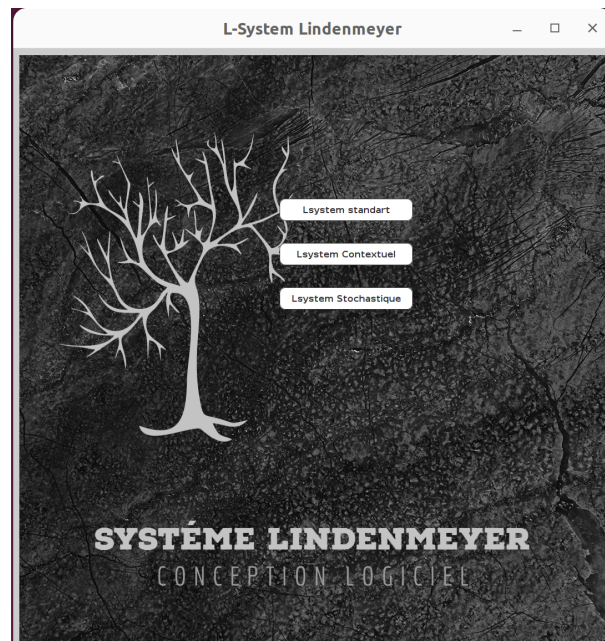 L-System Lindenmeyer
Lsystem standart
Lsystem Contextuel
Lsystem Stochastique
SYSTÉME LINDENMEYER
CONCEPTION LOGICIEL